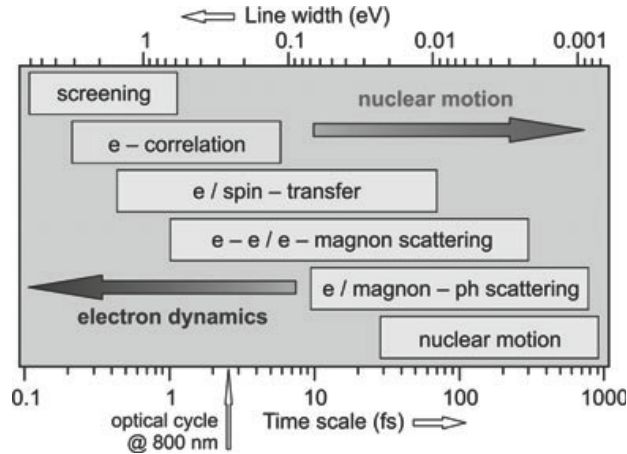 Line width (eV)
1 0.1 0.01 0.001
screening
nuclear motion
e – correlation
e / spin – transfer
e – e / e – magnon scattering
e / magnon – ph scattering
electron dynamics
nuclear motion
0.1 1 10 100 1000
optical cycle
@ 800 nm
Time scale (fs)